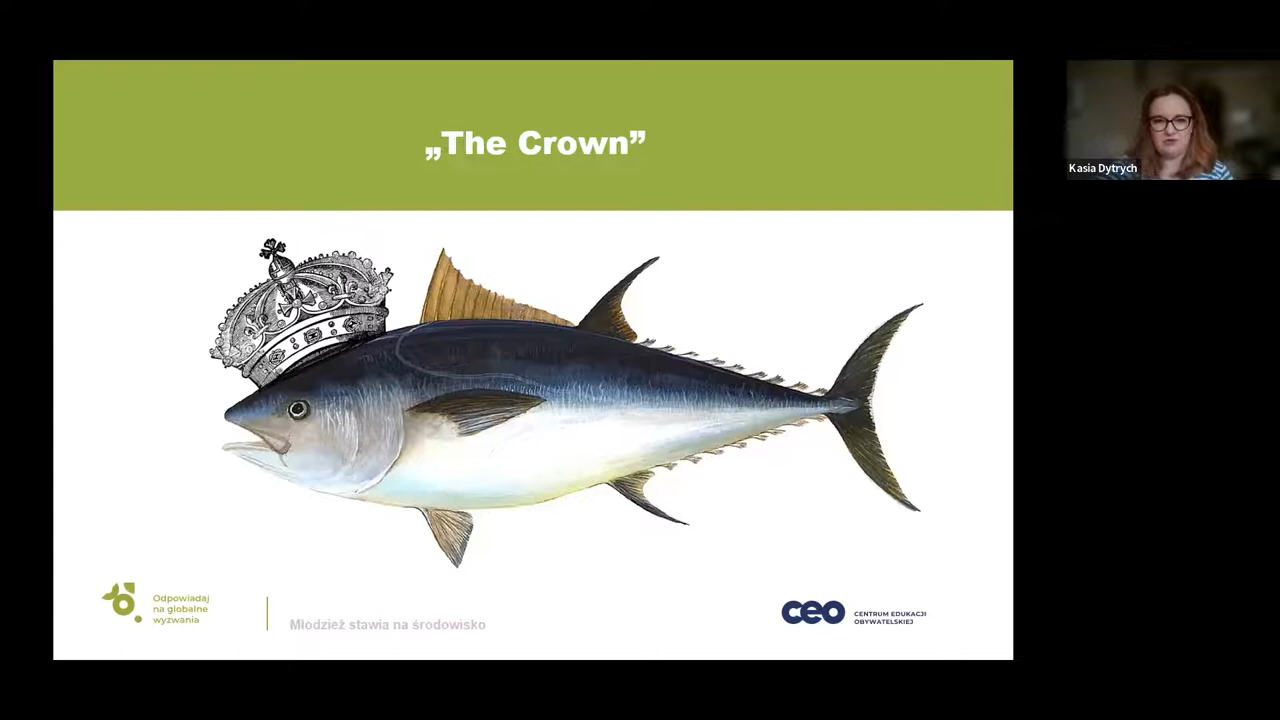 „The Crown”
Kasia Dytrych
Odpowiadaj
na globalne
wyzwania
Młodzież stawia na środowisko
ceo
CENTRUM EDUKACJI
OBYWATELSKIEJ